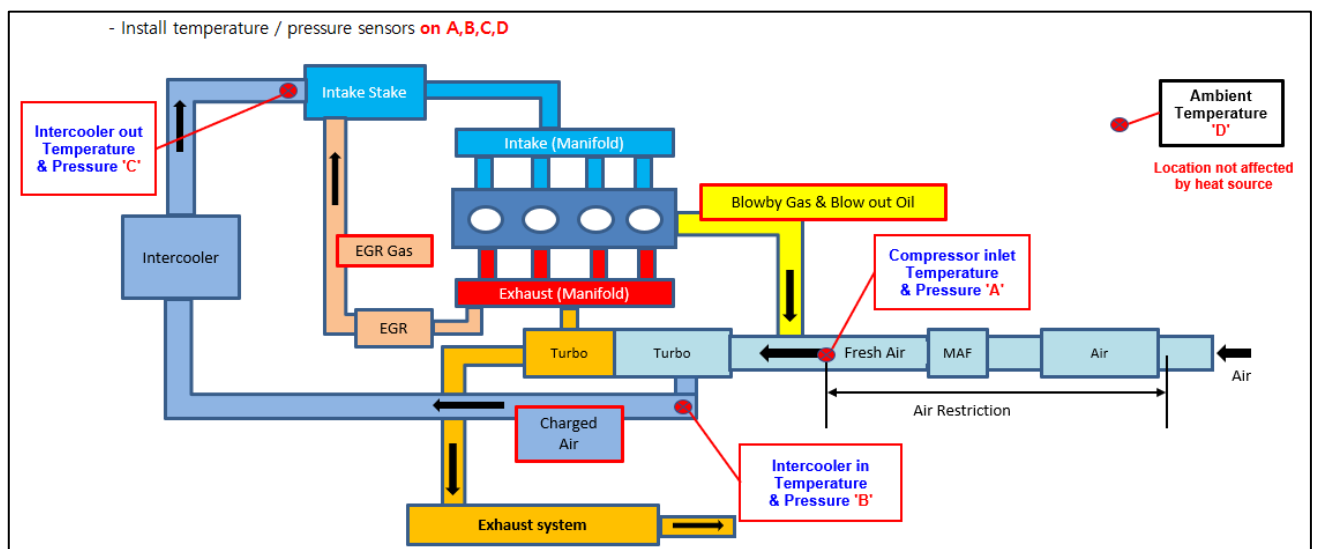 - Install temperature / pressure sensors on A,B,C,D
Intake Stake
Ambient
Temperature
'D'
Location not affected
by heat source
Intercooler out
Temperature
& Pressure 'C'
Intake (Manifold)
Blowby Gas & Blow out Oil
EGR Gas
Intercooler
Compressor inlet
Temperature
& Pressure 'A'
Exhaust (Manifold)
EGR
Turbo
Turbo
Fresh Air
MAF
Air
Air
Air Restriction
Charged
Air
Intercooler in
Temperature
& Pressure 'B'
Exhaust system